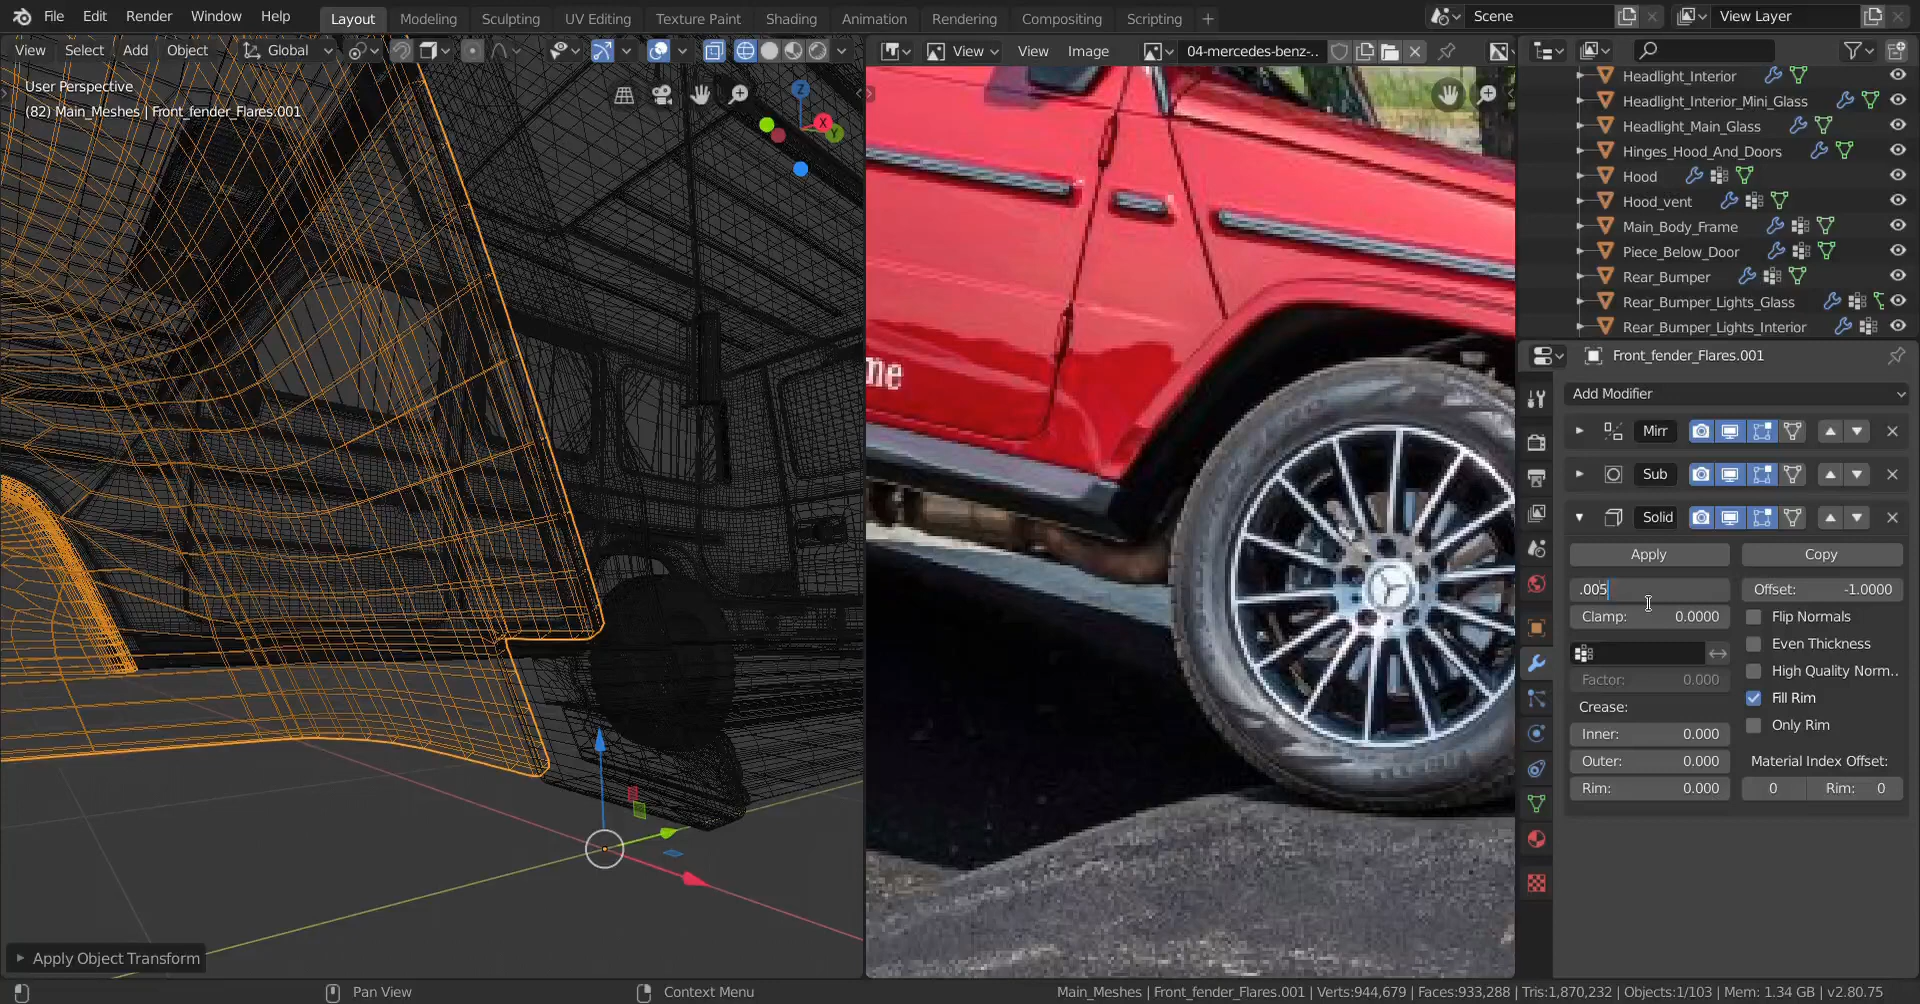 File Edit Render Window Help Layout Modeling Sculpting UV Editing Texture Paint Shading Animation Rendering Compositing Scripting + Scene View Layer
View Select Add Object Global View View Image 04-mercedes-benz-..
User Perspective
(82) Main_Meshes | Front_fender_Flares.001
Z
X
Y
Headlight_Interior
Headlight_Interior_Mini_Glass
Headlight_Main_Glass
Hinges_Hood_And_Doors
Hood
Hood_vent
Main_Body_Frame
Piece_Below_Door
Rear_Bumper
Rear_Bumper_Lights_Glass
Rear_Bumper_Lights_Interior
Front_fender_Flares.001
Add Modifier
Mirr
Sub
Solid
Apply Copy
.005 Offset: -1.0000
Clamp: 0.0000 Flip Normals
Even Thickness
High Quality Norm..
Factor: 0.000
Fill Rim
Crease:
Only Rim
Inner: 0.000
Outer: 0.000 Material Index Offset:
Rim: 0.000 0 Rim: 0
Apply Object Transform
Pan View Context Menu Main_Meshes | Front_fender_Flares.001 | Verts:944,679 | Faces:933,288 | Tris:1,870,232 | Objects:1/103 | Mem: 1.34 GB | v2.80.75